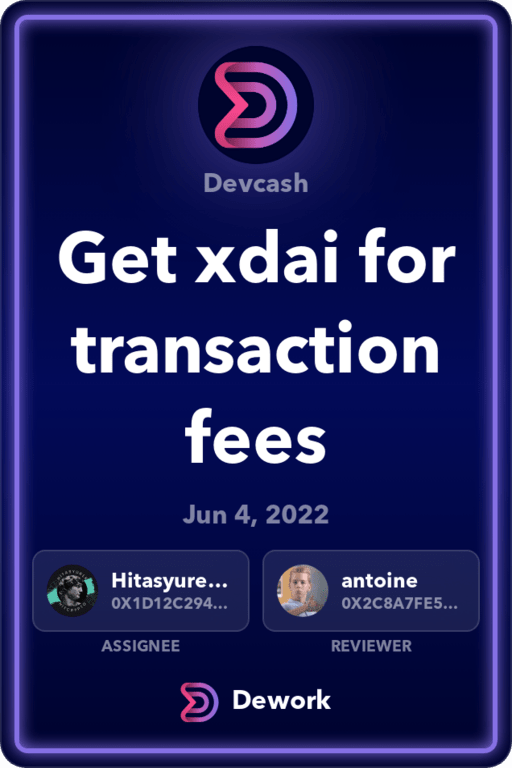 Devcash
Get xdai for
transaction
fees
Jun 4, 2022
Hitasyure...
0X1D12C294...
ASSIGNEE
antoine
0X2C8A7FE5...
REVIEWER
Dework